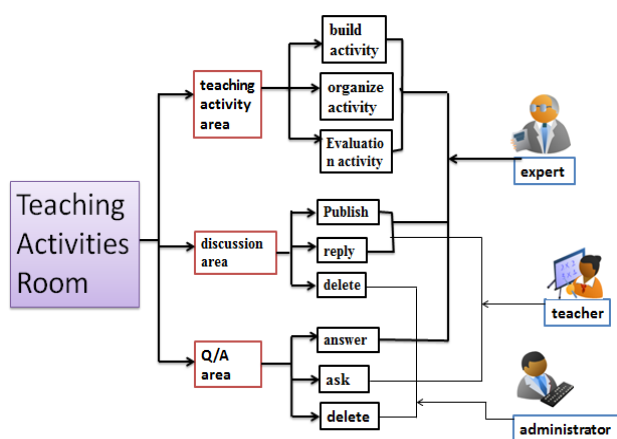 Teaching
Activities
Room
teaching
activity
area
build
activity
organize
activity
Evaluatio
n activity
discussion
area
Publish
reply
delete
Q/A
area
answer
ask
delete
expert
teacher
administrator